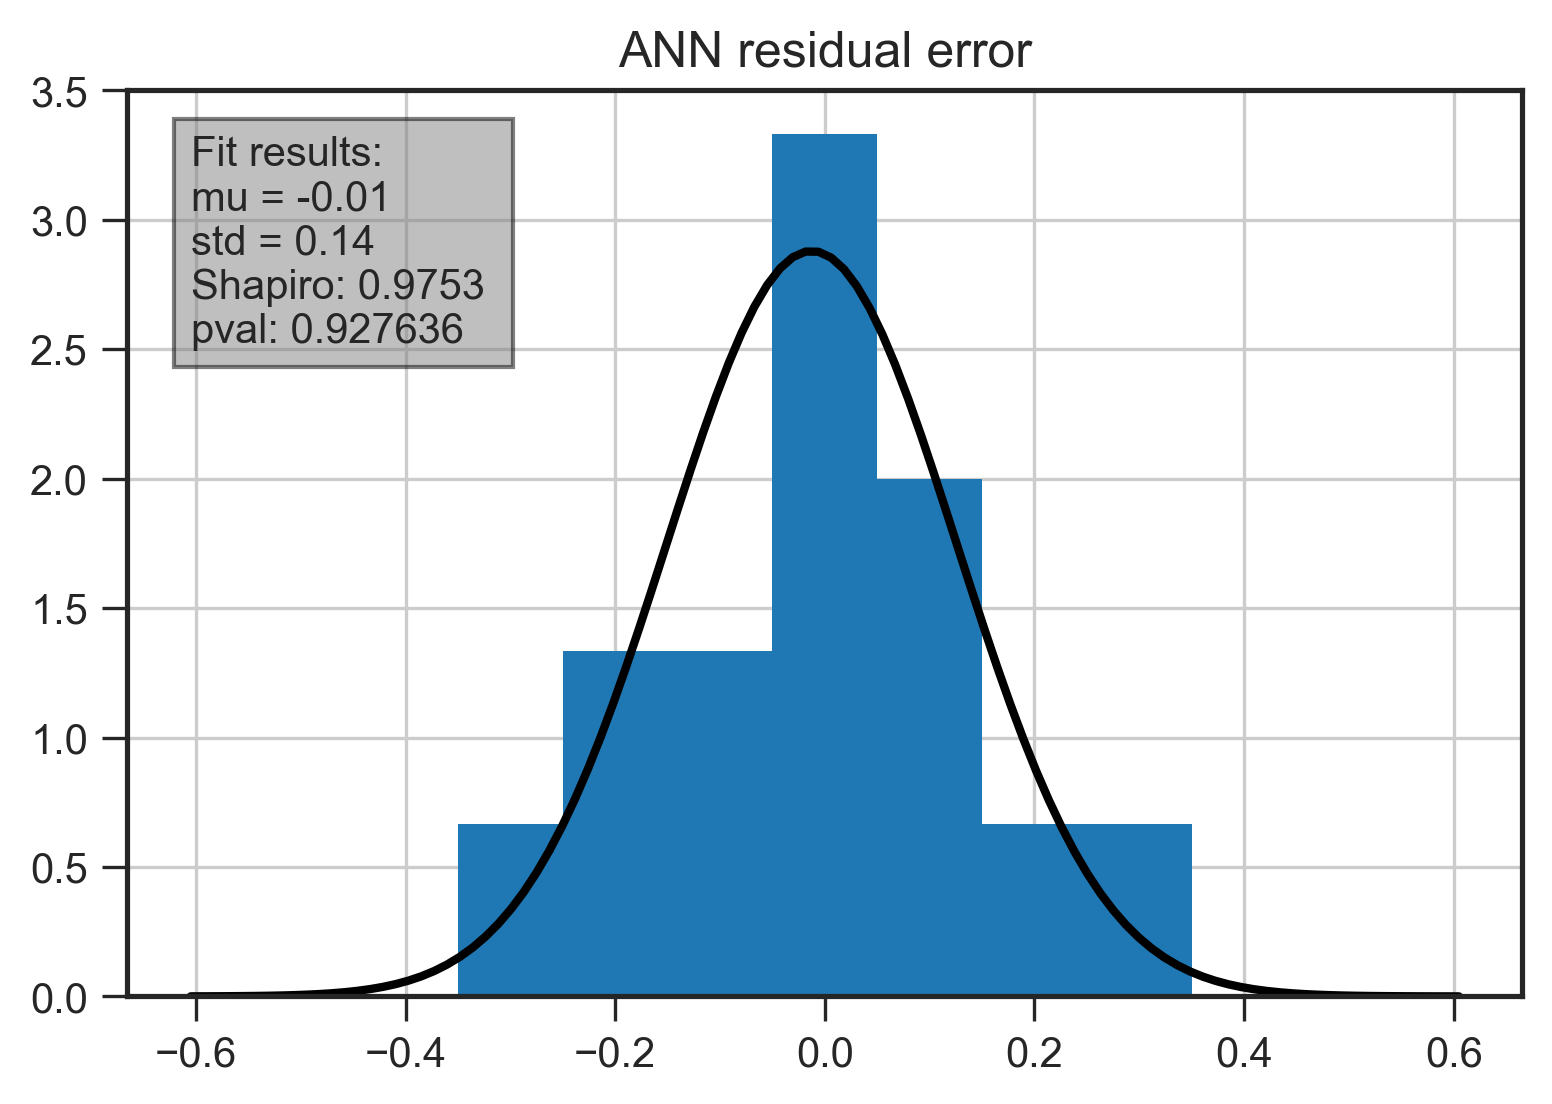 ANN residual error
3.5
3.0
2.5
2.0
1.5
1.0
0.5
0.0
Fit results:
mu = -0.01
std = 0.14
Shapiro: 0.9753
pval: 0.927636
−0.6 −0.4 −0.2 0.0 0.2 0.4 0.6